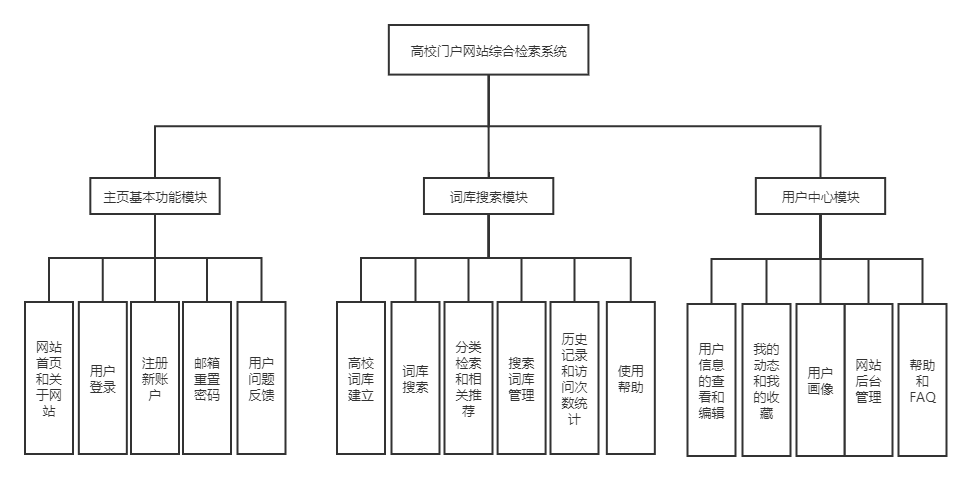 高校门户网站综合检索系统
主页基本功能模块
词库搜索模块
用户中心模块
网站
首页
和关
于网
站
用户
登录
注册
新账
户
邮箱
重置
密码
用户
问题
反馈
高校
词库
建立
词库
搜索
分类
检索
和相
关推
荐
搜索
词库
管理
历史
记录
和访
问次
数统
计
使用
帮助
用户
信息
的查
看和
编辑
我的
动态
和我
的收
藏
用户
画像
网站
后台
管理
帮助
和
FAQ